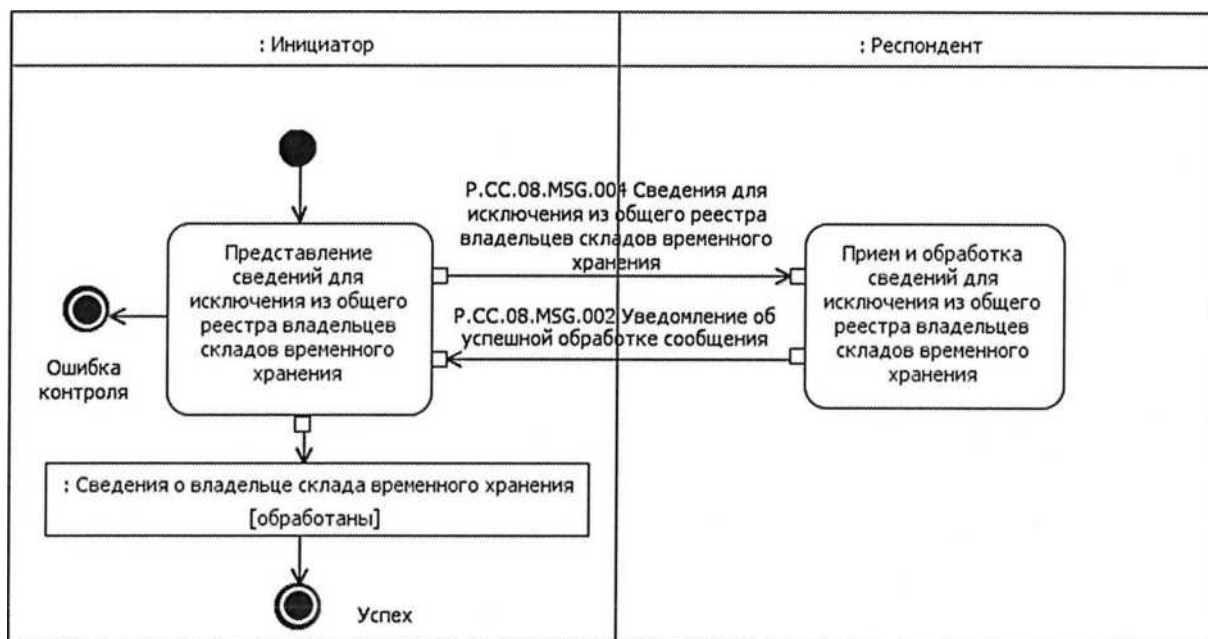 : Инициатор
: Респондент
P.CC.08.MSG.004 Сведения для
исключения из общего реестра
владельцев складов временного
хранения
Представление
сведений для
исключения из общего
реестра владельцев
складов временного
хранения
Прием и обработка
сведений для
исключения из общего
реестра владельцев
складов временного
хранения
P.CC.08.MSG.002 Уведомление об
успешной обработке сообщения
Ошибка
контроля
: Сведения о владельце склада временного хранения
[обработаны]
Успех